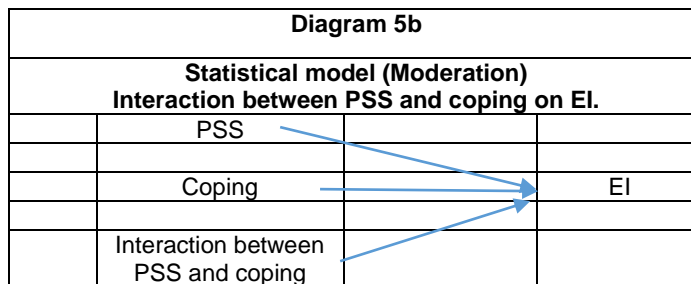 Diagram 5b
Statistical model (Moderation)
Interaction between PSS and coping on EI.
PSS
Coping EI
Interaction between
PSS and coping